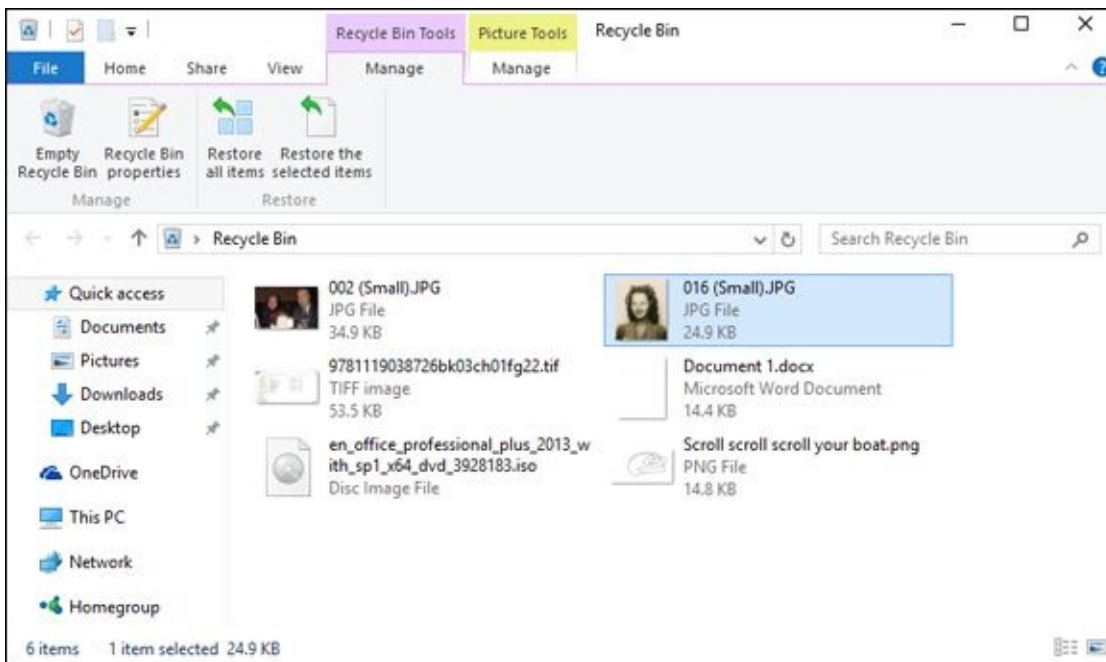 Recycle Bin Tools Picture Tools Recycle Bin
File Home Share View Manage Manage
Empty Recycle Bin
Recycle Bin properties
Restore all items
Restore the selected items
Manage Restore
Recycle Bin Search Recycle Bin
Quick access
Documents
Pictures
Downloads
Desktop
OneDrive
This PC
Network
Homegroup
002 (Small).JPG
JPG File
34.9 KB
016 (Small).JPG
JPG File
24.9 KB
9781119038726bk03ch01fg22.tif
TIFF image
53.5 KB
Document 1.docx
Microsoft Word Document
14.4 KB
en_office_professional_plus_2013_w
ith_sp1_x64_dvd_3928183.iso
Disc Image File
Scroll scroll scroll your boat.png
PNG File
14.8 KB
6 items 1 item selected 24.9 KB